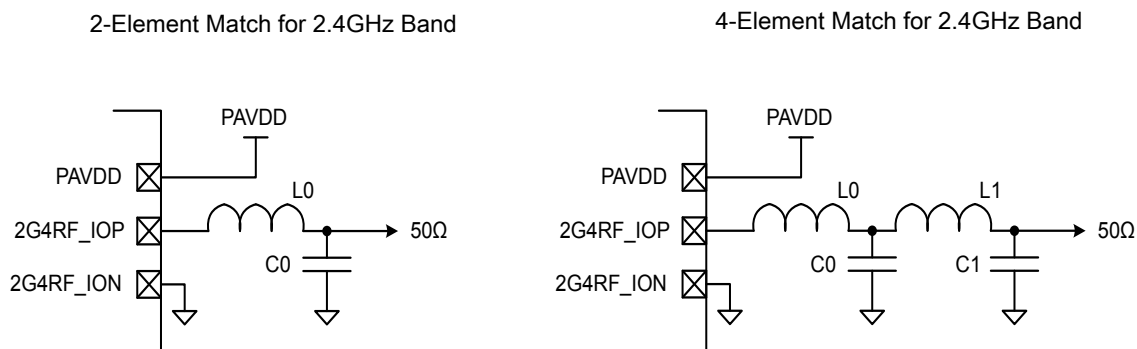 2-Element Match for 2.4GHz Band
PAVDD
PAVDD
L0
2G4RF_IOP
50Ω
C0
2G4RF_ION
4-Element Match for 2.4GHz Band
PAVDD
PAVDD
L0
L1
2G4RF_IOP
50Ω
C0
C1
2G4RF_ION